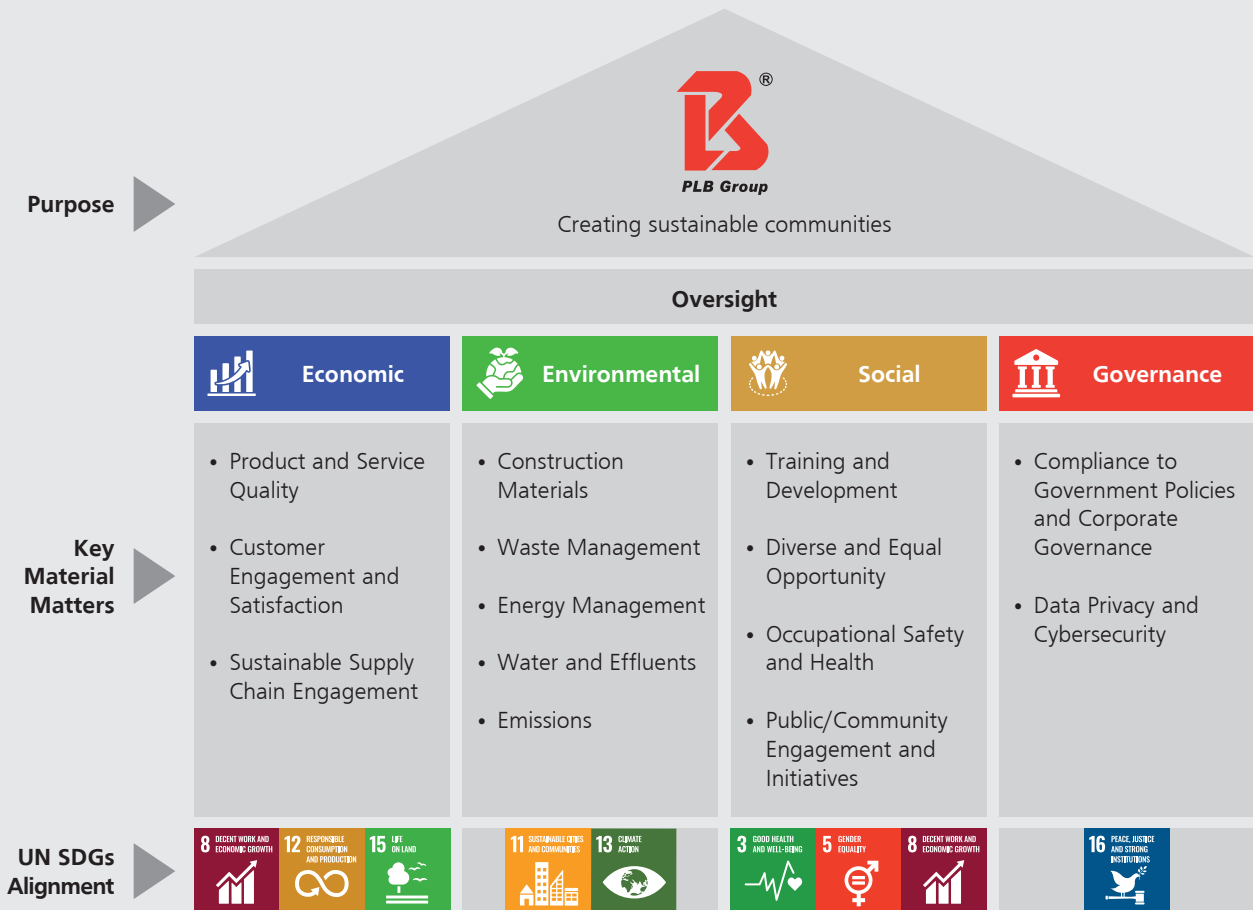 ®
PLB Group
Purpose
Creating sustainable communities
Oversight
Economic
Environmental
Social
Governance
Key
Material
Matters
• Product and Service
Quality
• Customer
Engagement and
Satisfaction
• Sustainable Supply
Chain Engagement
• Construction
Materials
• Waste Management
• Energy Management
• Water and Effluents
• Emissions
• Training and
Development
• Diverse and Equal
Opportunity
• Occupational Safety
and Health
• Public/Community
Engagement and
Initiatives
• Compliance to
Government Policies
and Corporate
Governance
• Data Privacy and
Cybersecurity
UN SDGs
Alignment
8 DECENT WORK AND
ECONOMIC GROWTH
12 RESPONSIBLE
CONSUMPTION
AND PRODUCTION
15 LIFE
ON LAND
11 SUSTAINABLE CITIES
AND COMMUNITIES
13 CLIMATE
ACTION
3 GOOD HEALTH
AND WELL-BEING
5 GENDER
EQUALITY
8 DECENT WORK AND
ECONOMIC GROWTH
16 PEACE, JUSTICE
AND STRONG
INSTITUTIONS